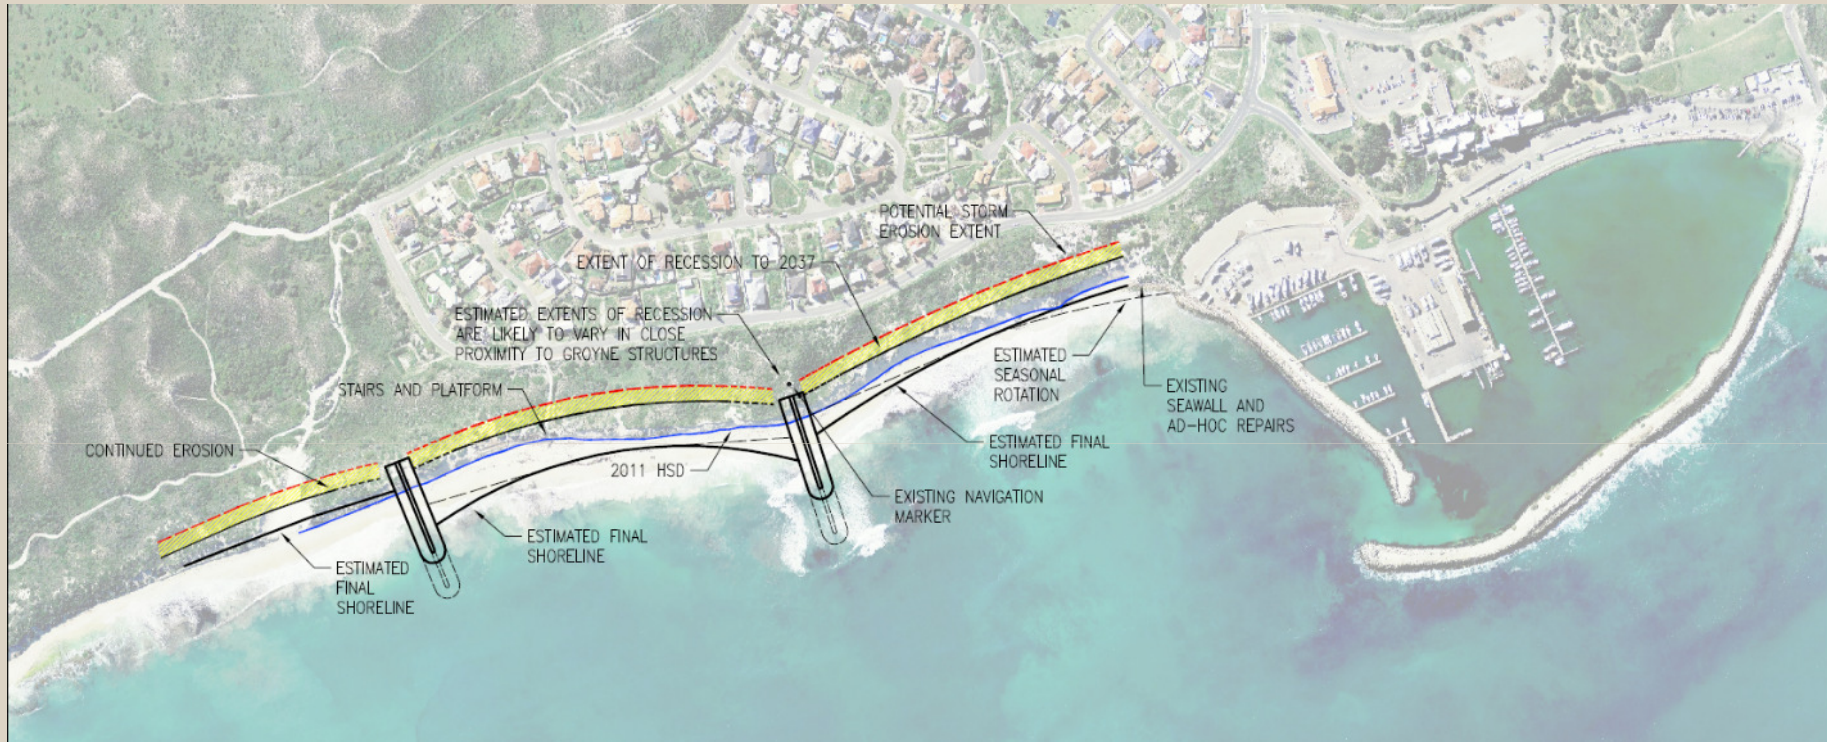 POTENTIAL STORM
EROSION EXTENT
EXTENT OF RECESSION TO 2037
ESTIMATED EXTENTS OF RECESSION
ARE LIKELY TO VARY IN CLOSE
PROXIMITY TO GROYNE STRUCTURES
STAIRS AND PLATFORM
CONTINUED EROSION
2011 HSD
ESTIMATED
SEASONAL
ROTATION
EXISTING
SEAWALL AND
AD-HOC REPAIRS
ESTIMATED FINAL
SHORELINE
EXISTING NAVIGATION
MARKER
ESTIMATED FINAL
SHORELINE
ESTIMATED
FINAL
SHORELINE